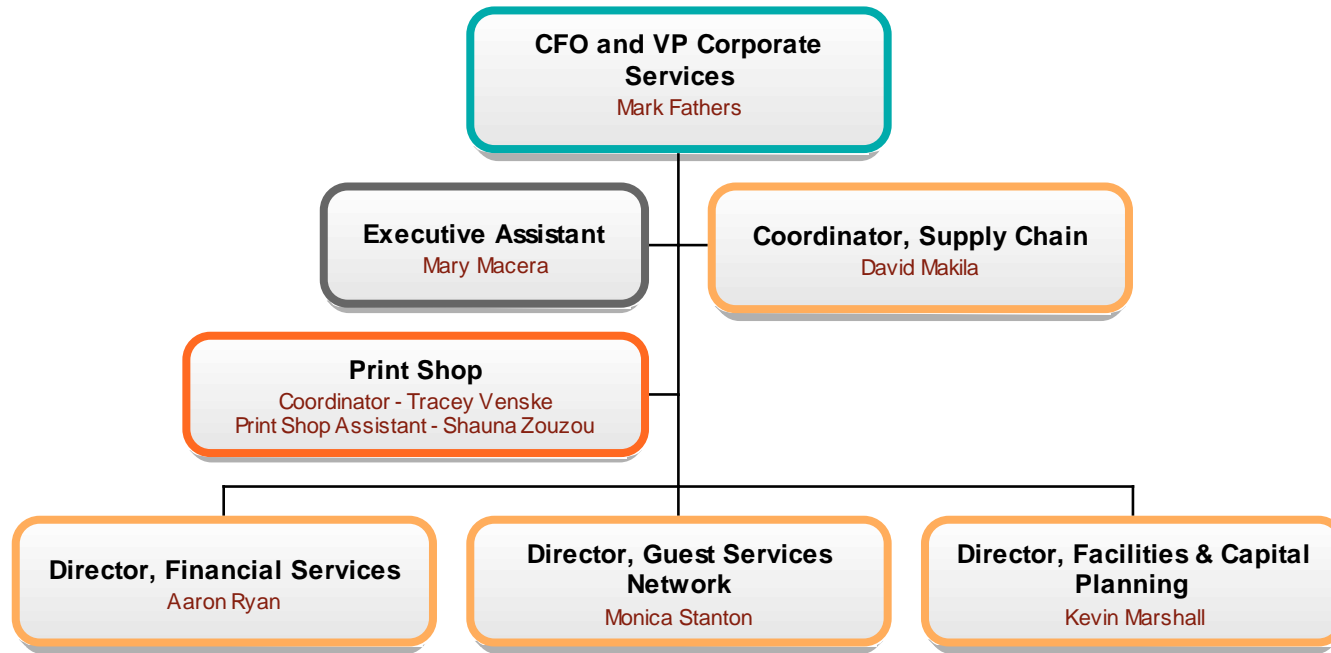 CFO and VP Corporate
Services
Mark Fathers
Executive Assistant
Mary Macera
Coordinator, Supply Chain
David Makila
Print Shop
Coordinator - Tracey Venske
Print Shop Assistant - Shauna Zouzou
Director, Financial Services
Aaron Ryan
Director, Guest Services
Network
Monica Stanton
Director, Facilities & Capital
Planning
Kevin Marshall